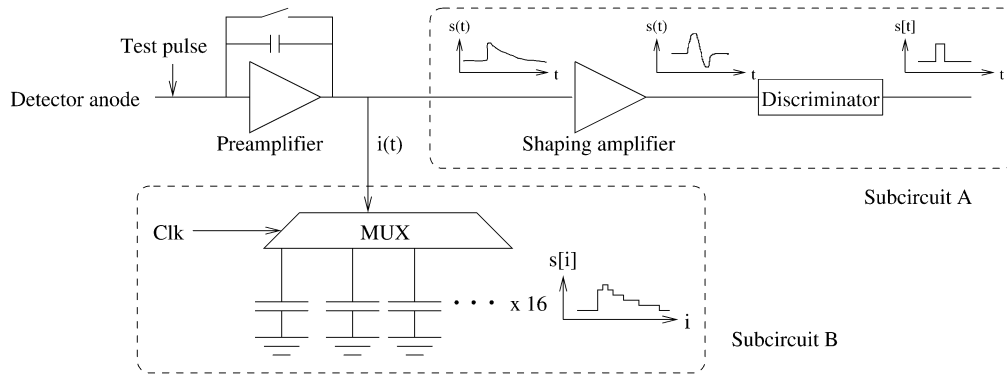 s(t)
s(t)
s[t]
Test pulse
t
t
t
Detector anode
Discriminator
Preamplifier
i(t)
Shaping amplifier
Subcircuit A
Clk
MUX
s[i]
x 16
i
Subcircuit B